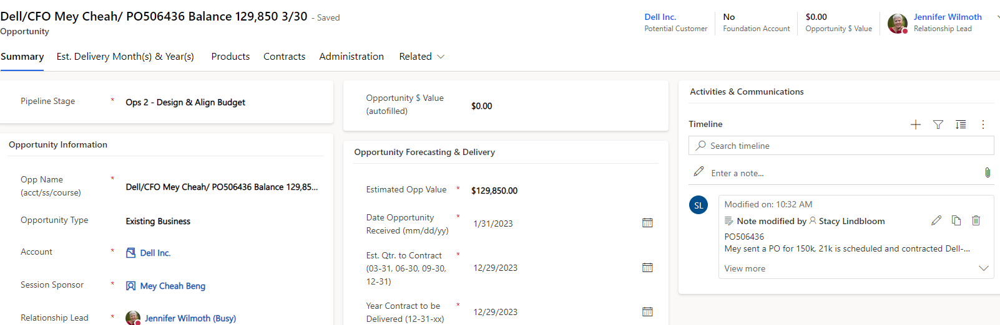 Dell/CFO Mey Cheah/ PO506436 Balance 129,850 3/30 - Saved
Opportunity
Dell Inc.
Potential Customer
No
Foundation Account
$0.00
Opportunity $ Value
Jennifer Wilmoth
Relationship Lead
Summary Est. Delivery Month(s) & Year(s) Products Contracts Administration Related
Pipeline Stage * Ops 2 - Design & Align Budget
Opportunity Information
Opp Name
(acct/ss/course)
* Dell/CFO Mey Cheah/ PO506436 Balance 129,85...
Opportunity Type Existing Business
Account * Dell Inc.
Session Sponsor * Mey Cheah Beng
Relationship Lead * Jennifer Wilmoth (Busy)
Opportunity $ Value
(autofilled)
$0.00
Opportunity Forecasting & Delivery
Estimated Opp Value * $129,850.00
Date Opportunity
Received (mm/dd/yy)
* 1/31/2023
Est. Qtr. to Contract
(03-31, 06-30, 09-30,
12-31)
* 12/29/2023
Year Contract to be
Delivered (12-31-xx)
* 12/29/2023
Activities & Communications
Timeline
Search timeline
Enter a note...
SL
Modified on: 10:32 AM
Note modified by Stacy Lindbloom
PO506436
Mey sent a PO for 150k, 21k is scheduled and contracted Dell-...
View more